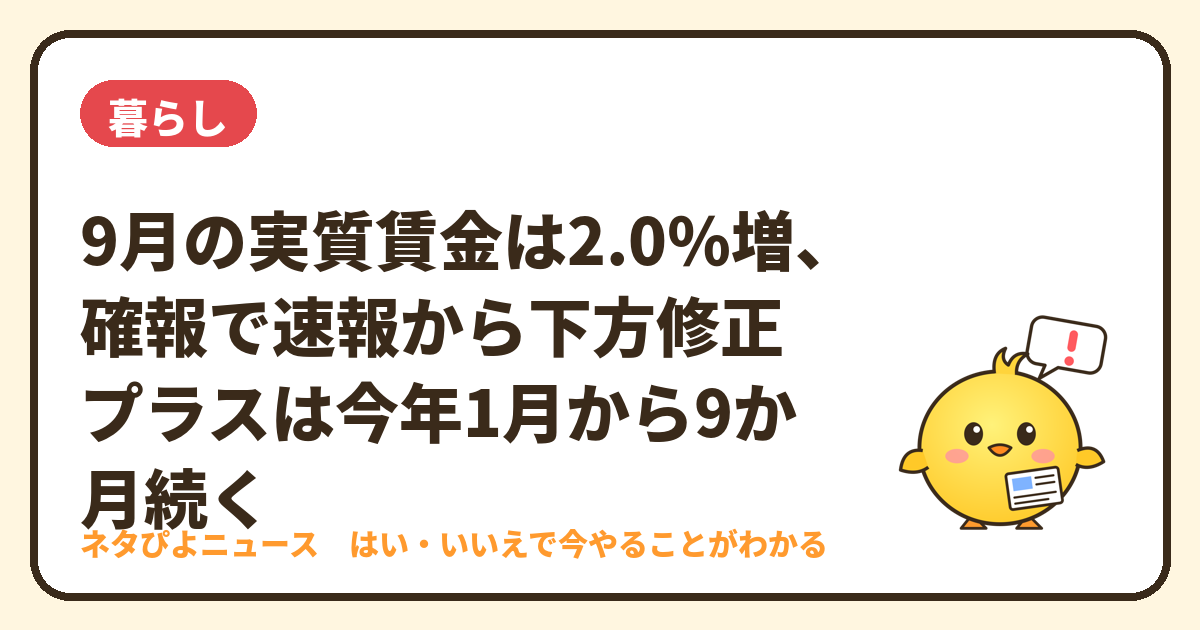 暮らし
9月の実質賃金は2.0%増、
確報で速報から下方修正
プラスは今年1月から9か
月続く
ネタぴよニュース　はい・いいえで今やることがわかる
!